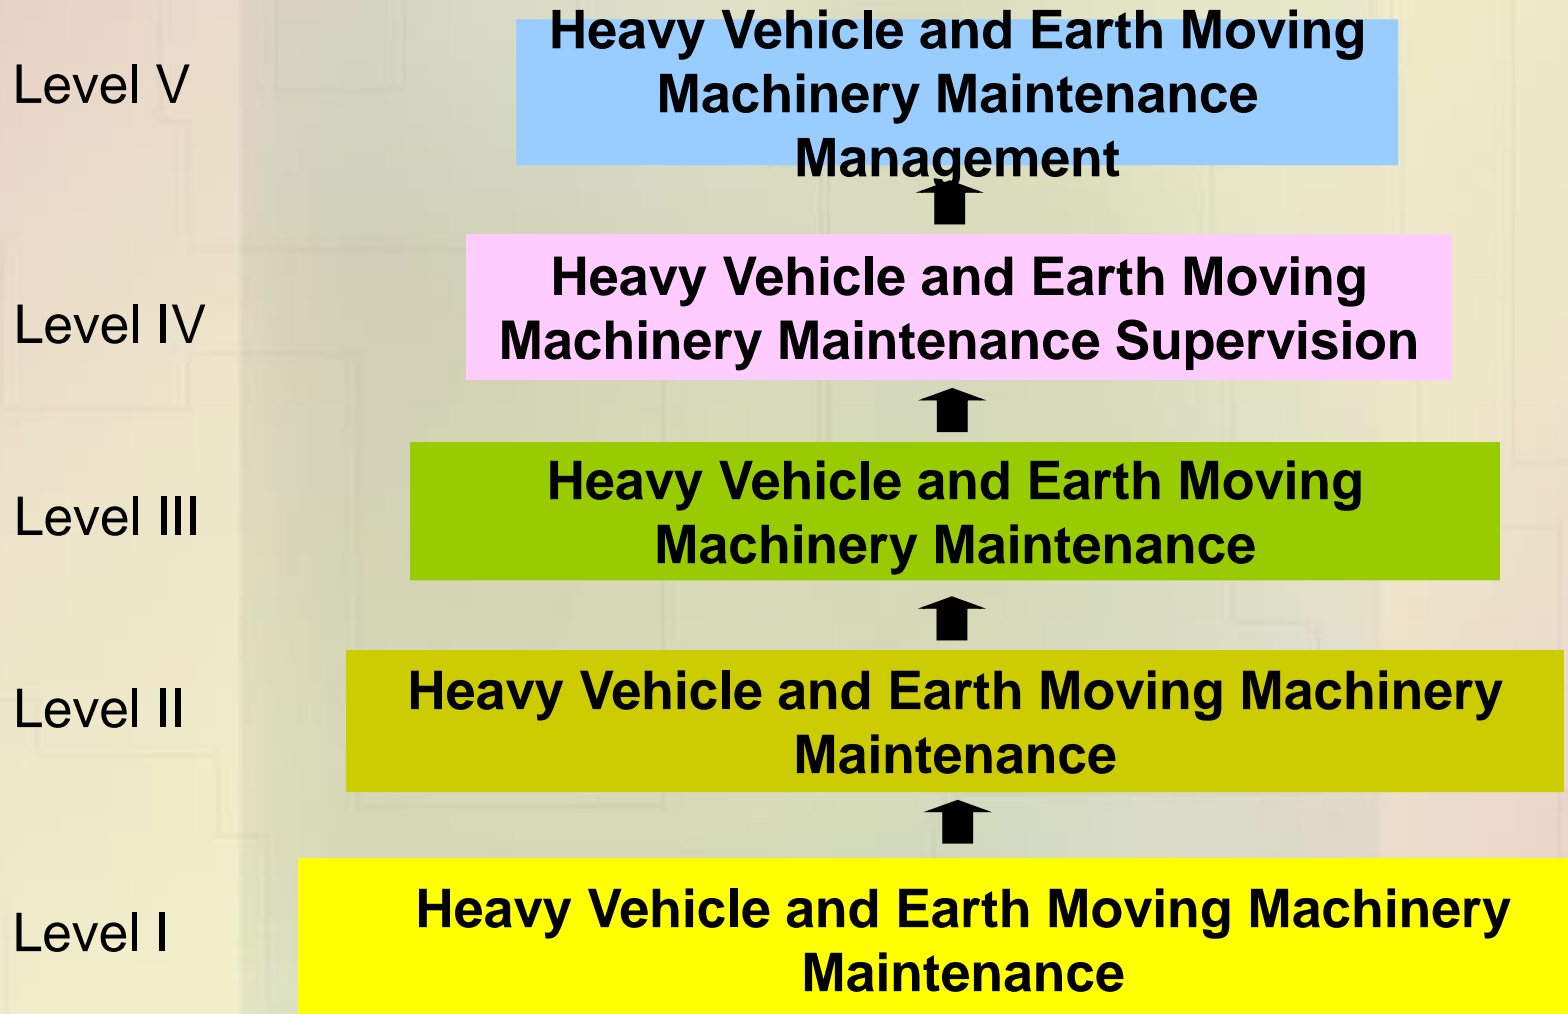 Level V
Heavy Vehicle and Earth Moving
Machinery Maintenance
Management
Level IV
Heavy Vehicle and Earth Moving
Machinery Maintenance Supervision
Level III
Heavy Vehicle and Earth Moving
Machinery Maintenance
Level II
Heavy Vehicle and Earth Moving Machinery
Maintenance
Level I
Heavy Vehicle and Earth Moving Machinery
Maintenance